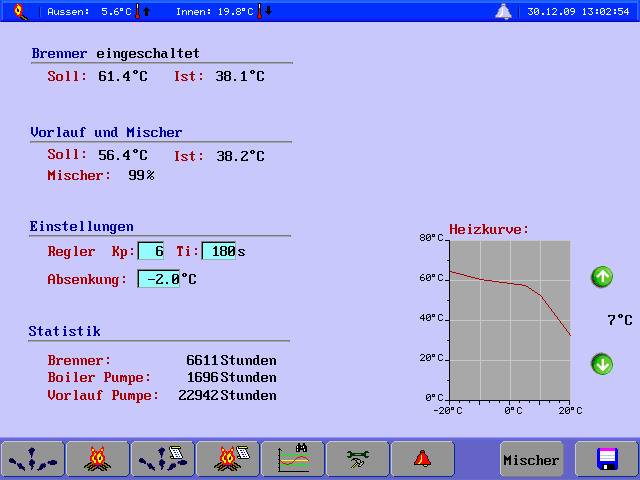 Aussen: 5.6°C Innen: 19.8°C 30.12.09 13:02:54
Brenner eingeschaltet
Soll: 61.4°C Ist: 38.1°C
Vorlauf und Mischer
Soll: 56.4°C Ist: 38.2°C
Mischer: 99%
Einstellungen
Regler Kp: 6 Ti: 180s
Absenkung: -2.0°C
Statistik
Brenner: 6611 Stunden
Boiler Pumpe: 1696 Stunden
Vorlauf Pumpe: 22942 Stunden
Heizkurve:
80°C
60°C
40°C
20°C
0°C
-20°C 0°C 20°C
7°C
Mischer